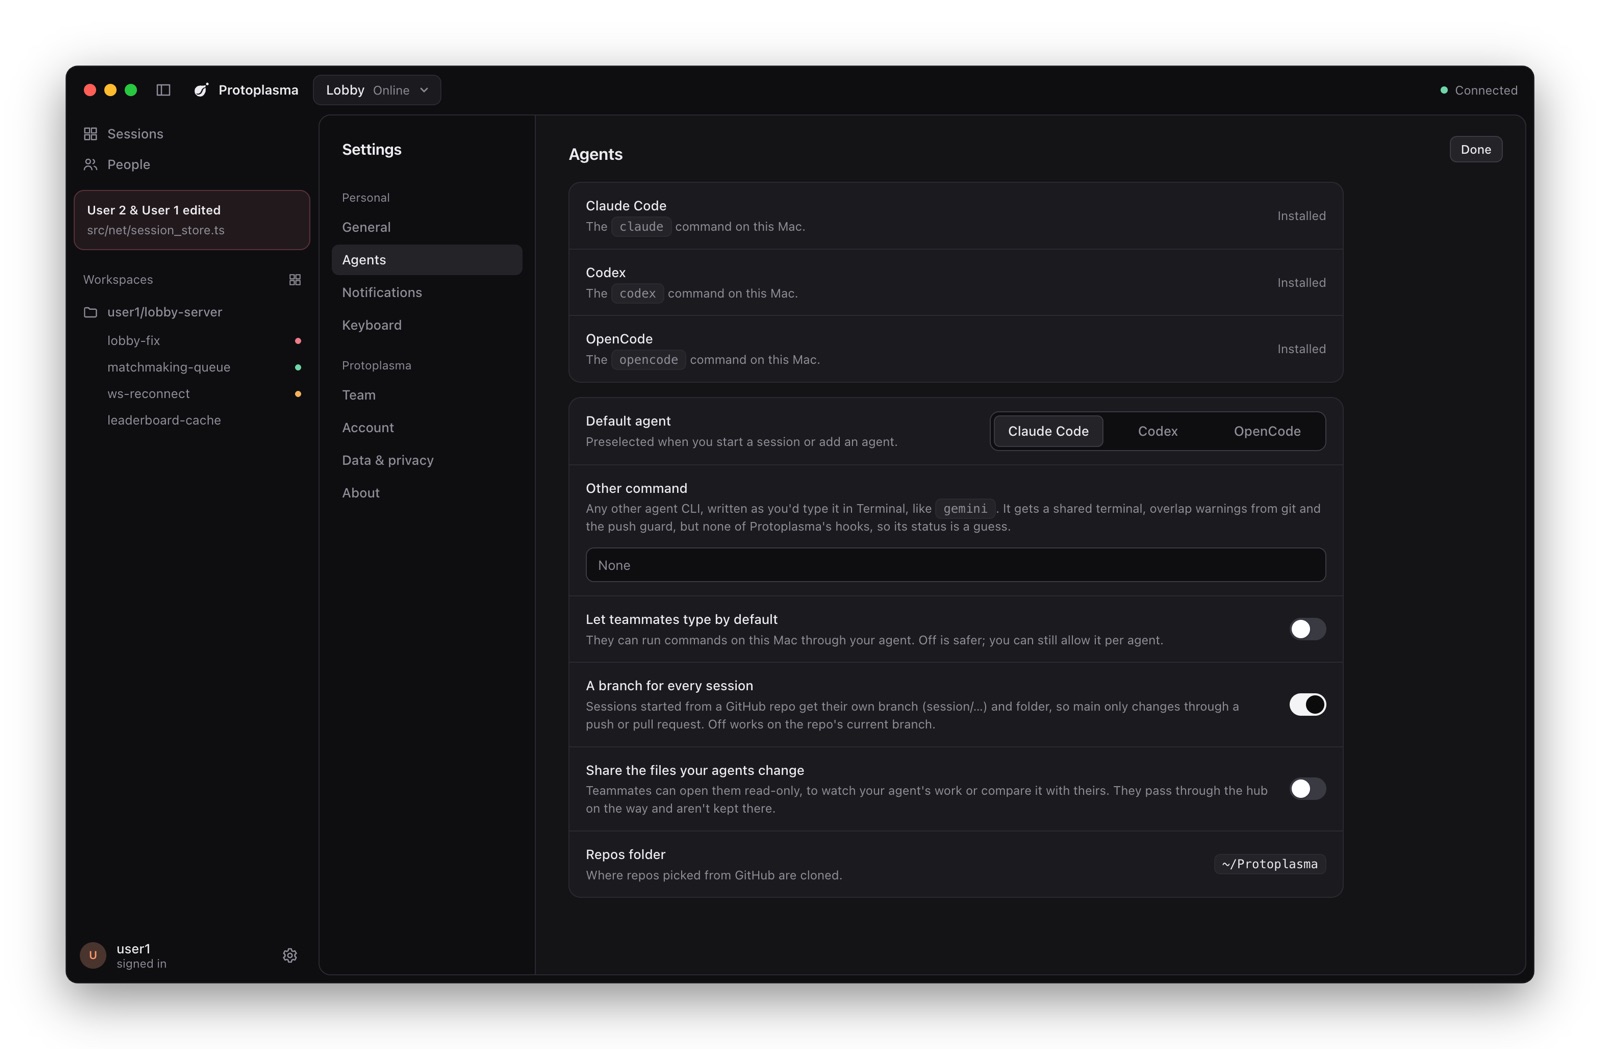 Protoplasma
Lobby Online
Connected
Sessions
People
User 2 & User 1 edited
src/net/session_store.ts
Workspaces
user1/lobby-server
lobby-fix
matchmaking-queue
ws-reconnect
leaderboard-cache
U
user1
signed in
Settings
Personal
General
Agents
Notifications
Keyboard
Protoplasma
Team
Account
Data & privacy
About
Agents
Done
Claude Code
The claude command on this Mac.
Installed
Codex
The codex command on this Mac.
Installed
OpenCode
The opencode command on this Mac.
Installed
Default agent
Preselected when you start a session or add an agent.
Claude Code Codex OpenCode
Other command
Any other agent CLI, written as you'd type it in Terminal, like gemini. It gets a shared terminal, overlap warnings from git and
the push guard, but none of Protoplasma's hooks, so its status is a guess.
None
Let teammates type by default
They can run commands on this Mac through your agent. Off is safer; you can still allow it per agent.
A branch for every session
Sessions started from a GitHub repo get their own branch (session/…) and folder, so main only changes through a
push or pull request. Off works on the repo's current branch.
Share the files your agents change
Teammates can open them read-only, to watch your agent's work or compare it with theirs. They pass through the hub
on the way and aren't kept there.
Repos folder
Where repos picked from GitHub are cloned.
~/Protoplasma